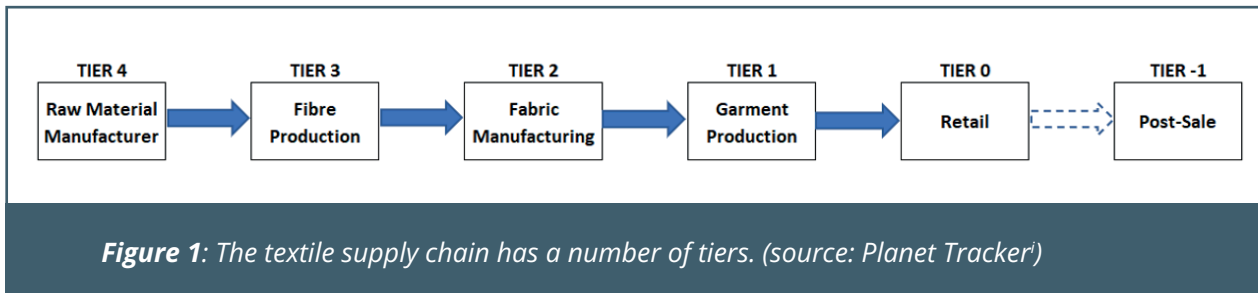 TIER 4
Raw Material
Manufacturer
TIER 3
Fibre
Production
TIER 2
Fabric
Manufacturing
TIER 1
Garment
Production
TIER 0
Retail
TIER -1
Post-Sale
Figure 1: The textile supply chain has a number of tiers. (source: Planet Trackerⁱ)